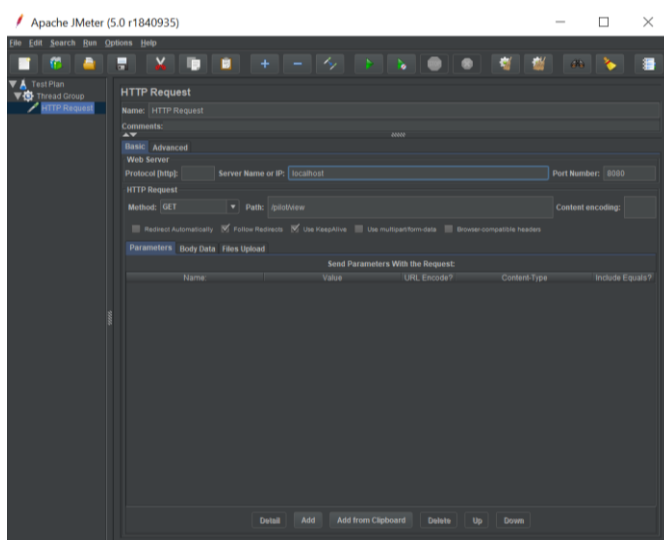 Apache JMeter (5.0 r1840935)
File Edit Search Run Options Help
Test Plan
Thread Group
HTTP Request
HTTP Request
Name: HTTP Request
Comments:
Basic Advanced
Web Server
Protocol [http]: Server Name or IP: localhost Port Number: 8080
HTTP Request
Method: GET Path: /pilot/view Content encoding:
Redirect Automatically Follow Redirects Use KeepAlive Use multipart/form-data Browser-compatible headers
Parameters Body Data Files Upload
Send Parameters With the Request:
Name: Value URL Encode? Content-Type Include Equals?
Detail Add Add from Clipboard Delete Up Down